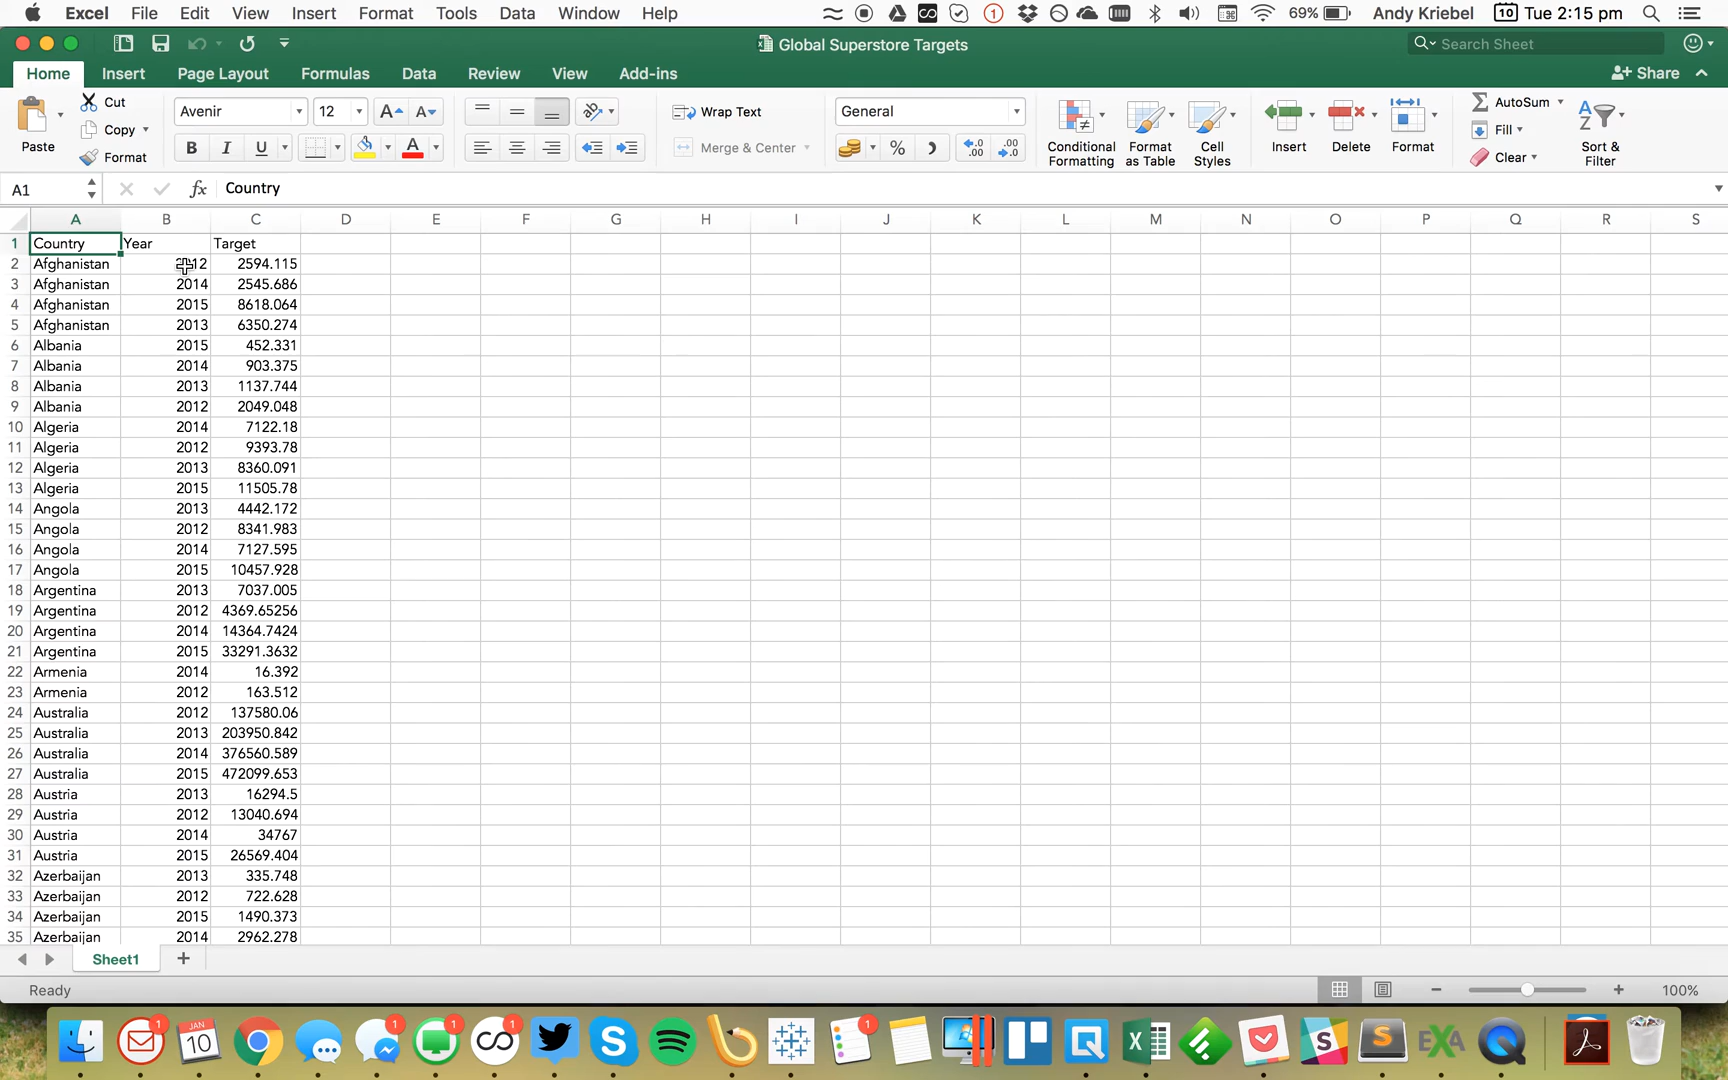 Excel File Edit View Insert Format Tools Data Window Help 1 69% Andy Kriebel 10 Tue 2:15 pm
Global Superstore Targets Search Sheet
Home Insert Page Layout Formulas Data Review View Add-ins Share
Paste Cut Copy Format
Avenir 12 A A
B I U A
Wrap Text
Merge & Center
General
%
Conditional Formatting
Format as Table
Cell Styles
Insert Delete Format
AutoSum
Fill
Clear
Sort & Filter
A1 fx Country
A B C D E F G H I J K L M N O P Q R S
1 Country Year Target
2 Afghanistan 2012 2594.115
3 Afghanistan 2014 2545.686
4 Afghanistan 2015 8618.064
5 Afghanistan 2013 6350.274
6 Albania 2015 452.331
7 Albania 2014 903.375
8 Albania 2013 1137.744
9 Albania 2012 2049.048
10 Algeria 2014 7122.18
11 Algeria 2012 9393.78
12 Algeria 2013 8360.091
13 Algeria 2015 11505.78
14 Angola 2013 4442.172
15 Angola 2012 8341.983
16 Angola 2014 7127.595
17 Angola 2015 10457.928
18 Argentina 2013 7037.005
19 Argentina 2012 4369.65256
20 Argentina 2014 14364.7424
21 Argentina 2015 33291.3632
22 Armenia 2014 16.392
23 Armenia 2012 163.512
24 Australia 2012 137580.06
25 Australia 2013 203950.842
26 Australia 2014 376560.589
27 Australia 2015 472099.653
28 Austria 2013 16294.5
29 Austria 2012 13040.694
30 Austria 2014 34767
31 Austria 2015 26569.404
32 Azerbaijan 2013 335.748
33 Azerbaijan 2012 722.628
34 Azerbaijan 2015 1490.373
35 Azerbaijan 2014 2962.278
Sheet1
Ready 100%
1 JAN 10 1 1 1 1 EXA